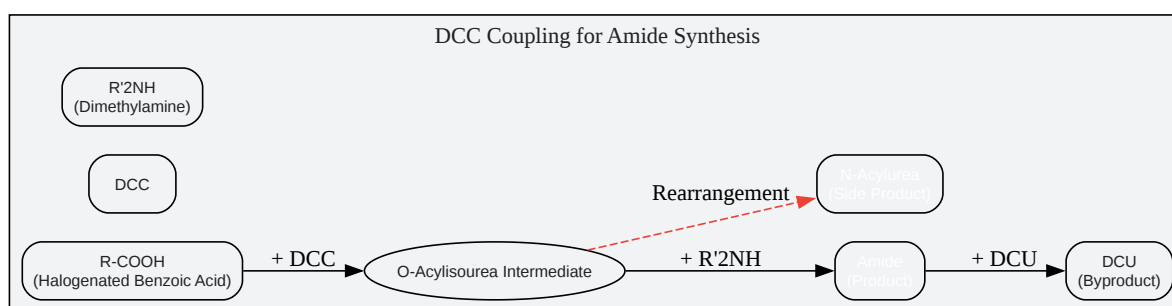 DCC Coupling for Amide Synthesis
R'2NH
(Dimethylamine)
DCC
N-Acylurea
(Side Product)
Rearrangement
R-COOH
(Halogenated Benzoic Acid)
+ DCC
O-Acylisourea Intermediate
+ R'2NH
Amide
(Product)
+ DCU
DCU
(Byproduct)